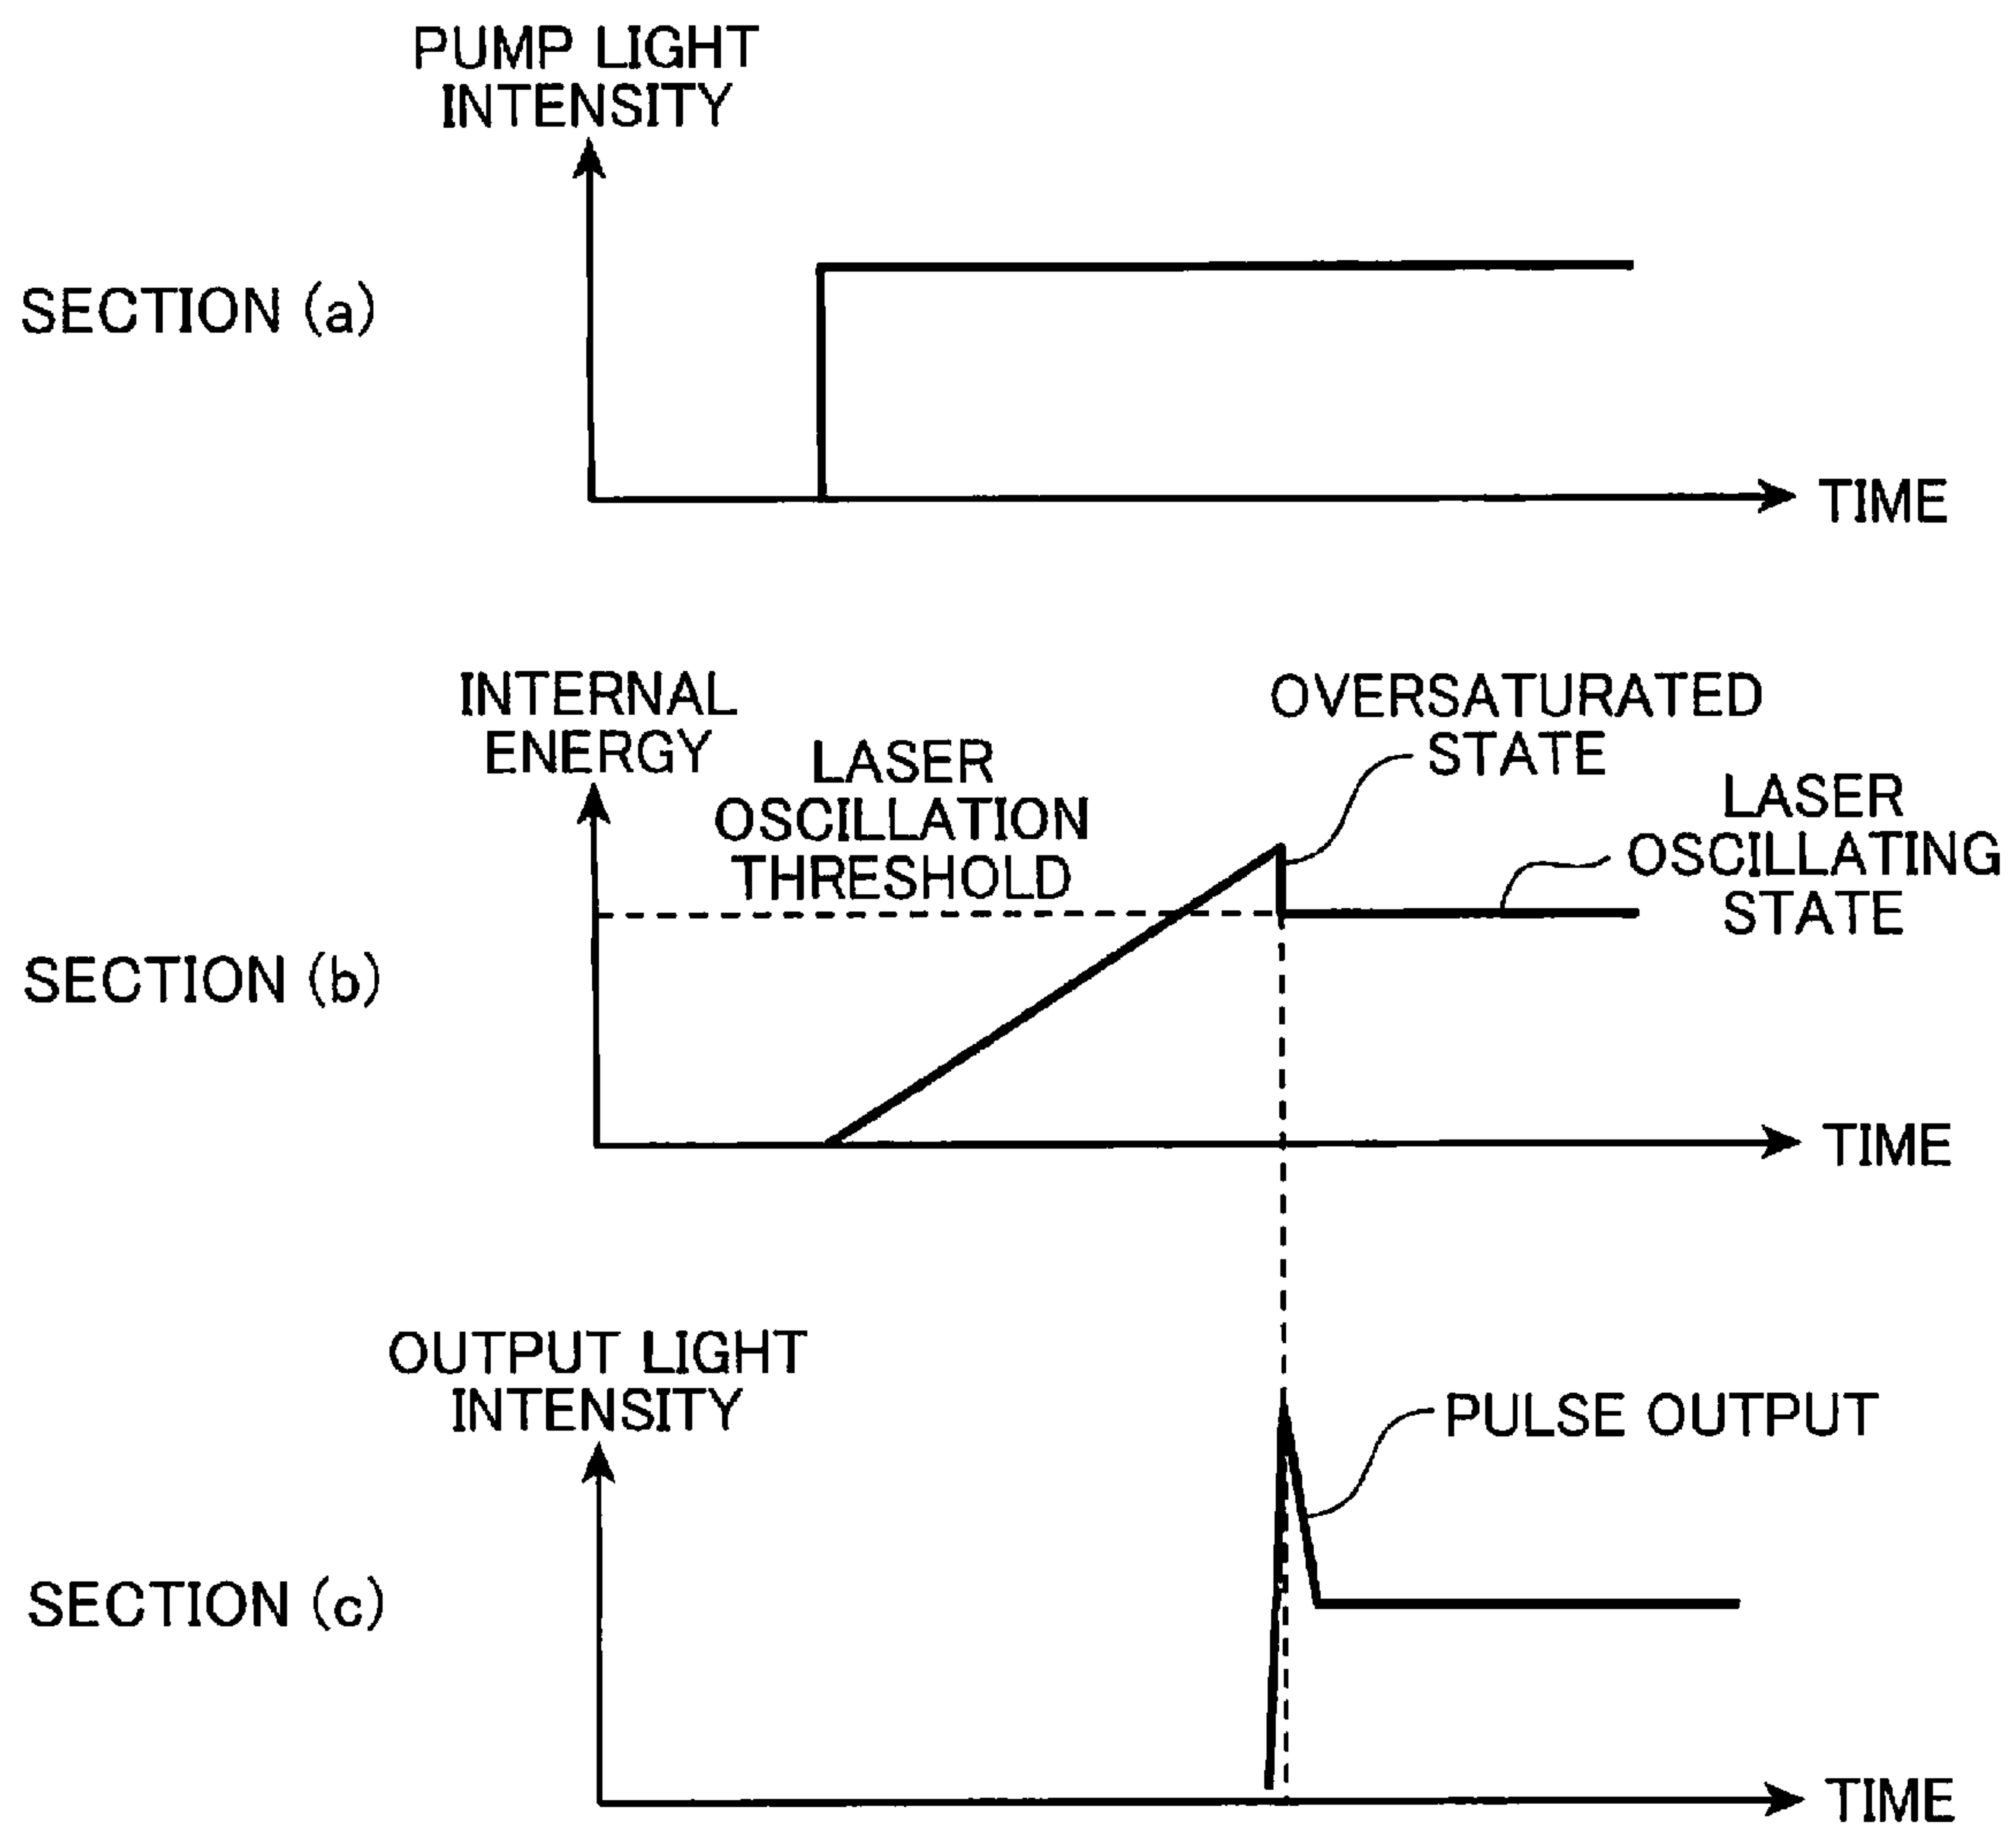 PUMP LIGHT
INTENSITY
SECTION (a)
TIME
INTERNAL
ENERGY
LASER
OSCILLATION
THRESHOLD
OVERSATURATED
STATE
LASER
OSCILLATING
STATE
SECTION (b)
TIME
OUTPUT LIGHT
INTENSITY
PULSE OUTPUT
SECTION (c)
TIME